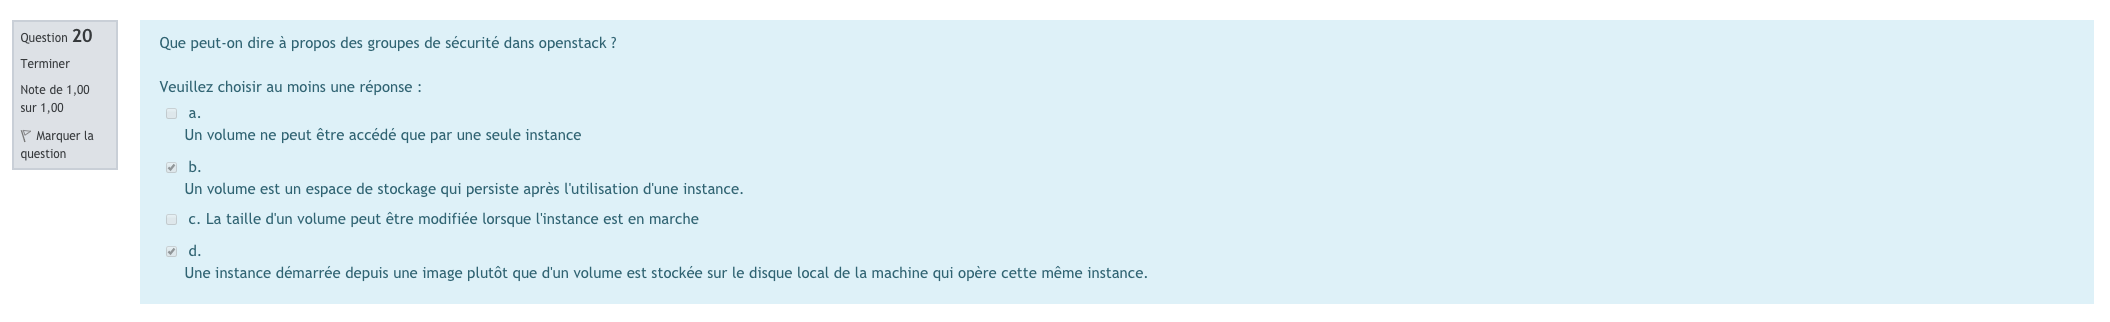 Question 20
Terminer
Note de 1,00
sur 1,00
Marquer la
question
Que peut-on dire à propos des groupes de sécurité dans openstack ?
Veuillez choisir au moins une réponse :
a.
Un volume ne peut être accédé que par une seule instance
b.
Un volume est un espace de stockage qui persiste après l'utilisation d'une instance.
c. La taille d'un volume peut être modifiée lorsque l'instance est en marche
d.
Une instance démarrée depuis une image plutôt que d'un volume est stockée sur le disque local de la machine qui opère cette même instance.